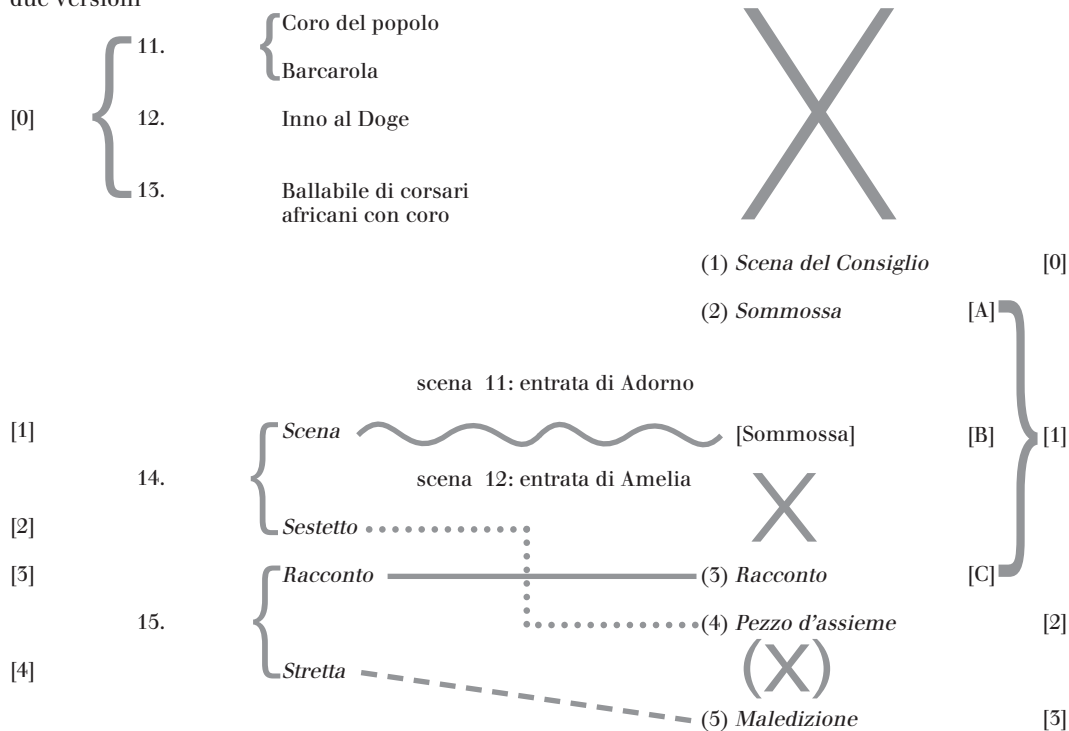 due versioni
11.
Coro del popolo
Barcarola
[0]
12.
Inno al Doge
13.
Ballabile di corsari
africani con coro
(1) Scena del Consiglio [0]
(2) Sommossa [A]
scena 11: entrata di Adorno
[1] Scena [Sommossa] [B] [1]
14.
scena 12: entrata di Amelia
[2] Sestetto
[3] Racconto (3) Racconto [C]
15.
(4) Pezzo d'assieme [2]
[4] Stretta
(5) Maledizione [3]